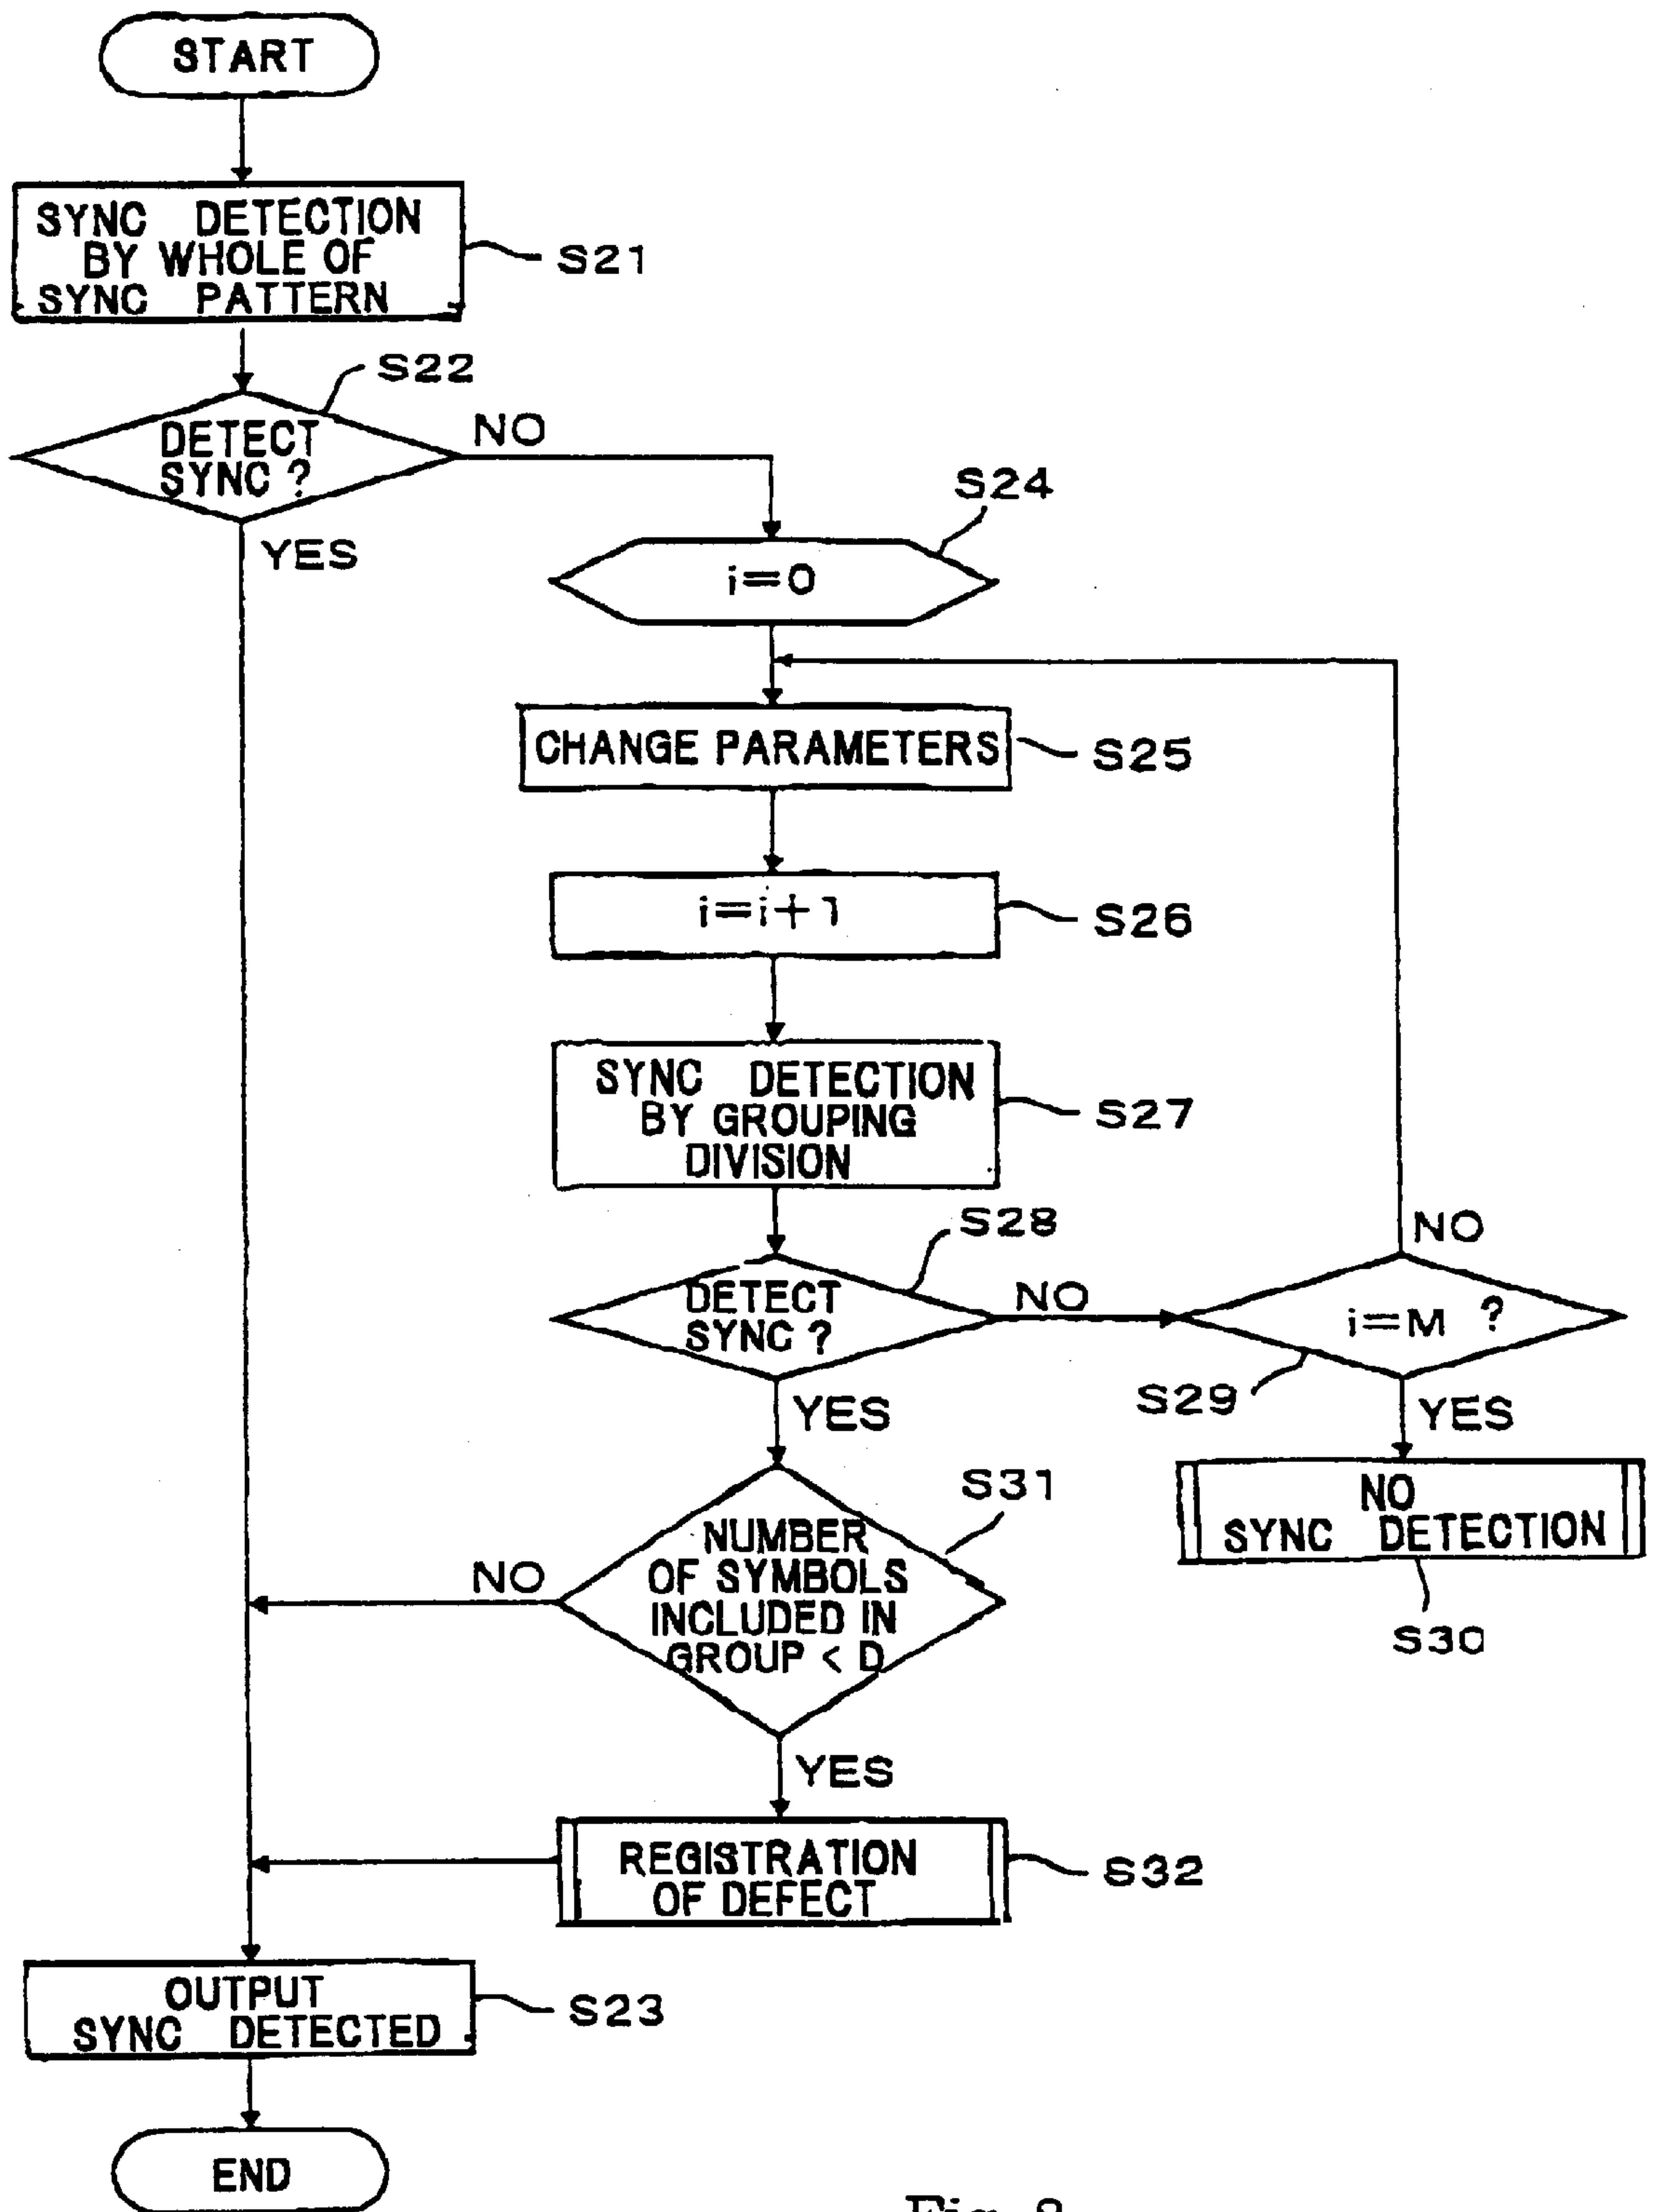 START
SYNC DETECTION
BY WHOLE OF
SYNC PATTERN
S21
S22
DETECT
SYNC ?
NO
YES
S24
i=0
CHANGE PARAMETERS
S25
i=i+1
S26
SYNC DETECTION
BY GROUPING
DIVISION
S27
S28
DETECT
SYNC ?
NO
YES
NO
i=M ?
S29
YES
NO
SYNC DETECTION
S30
S31
NUMBER
OF SYMBOLS
INCLUDED IN
GROUP < D
NO
YES
REGISTRATION
OF DEFECT
S32
OUTPUT
SYNC DETECTED
S23
END